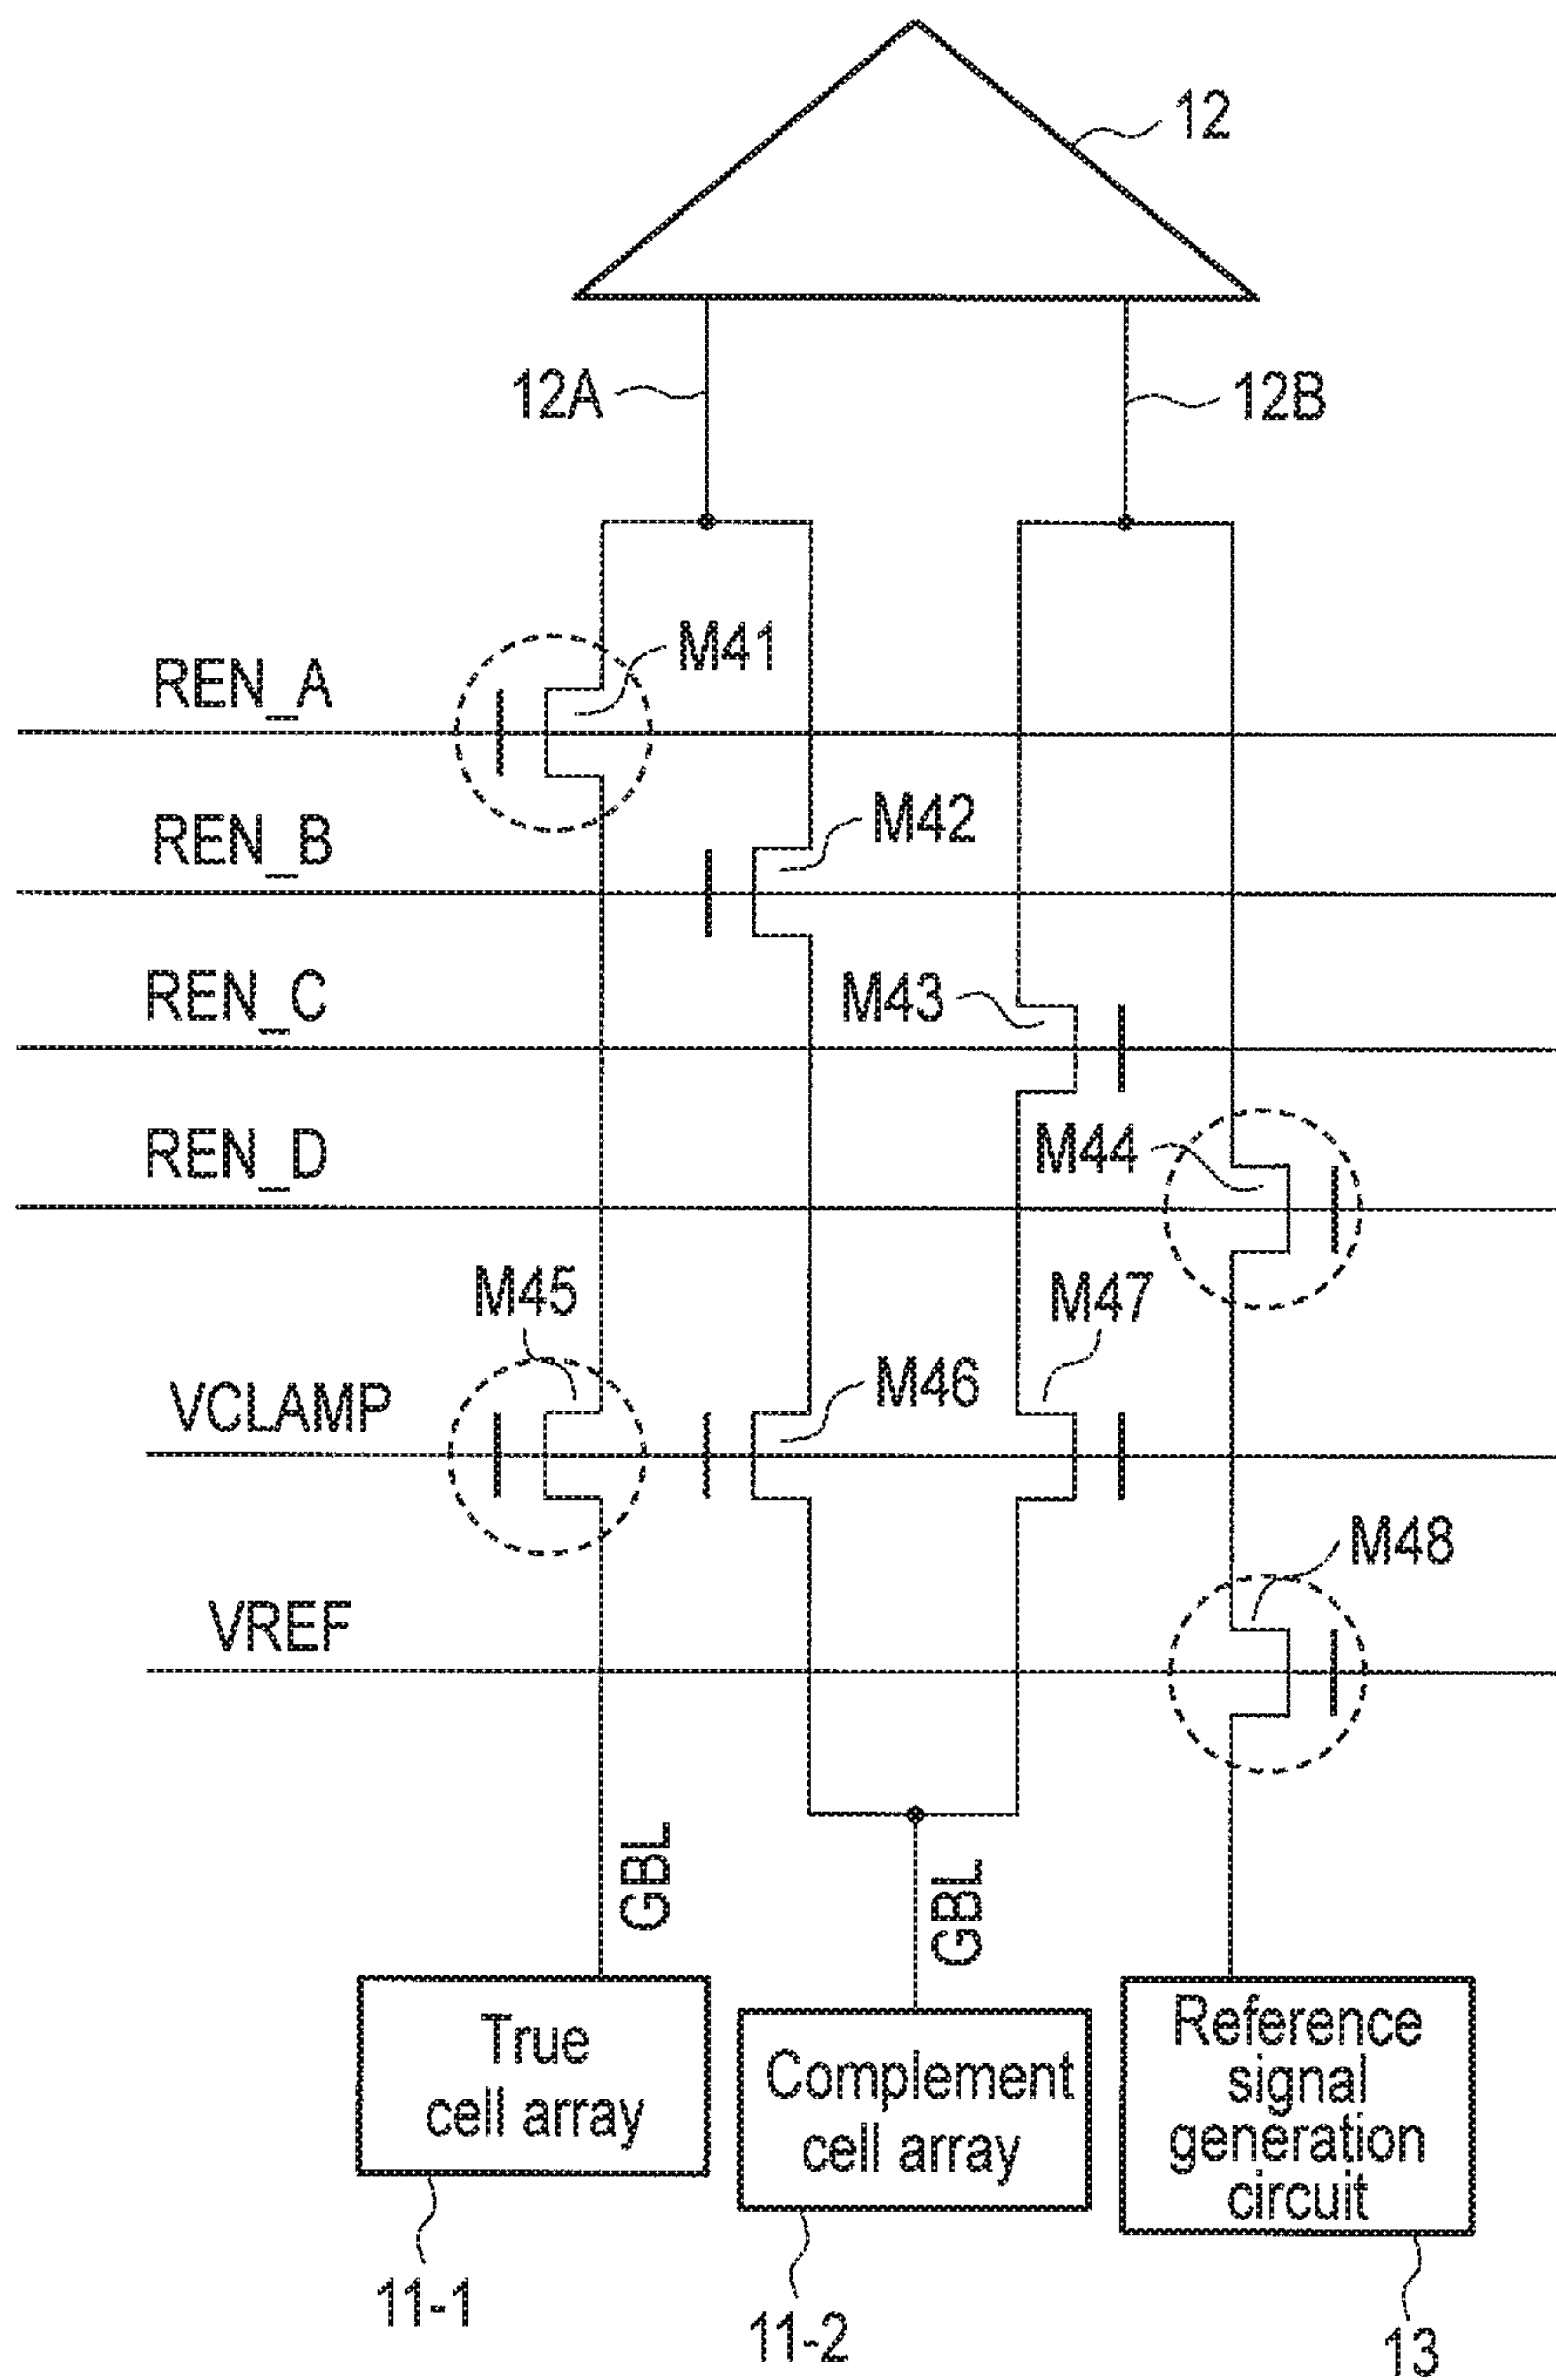 12
12A
12B
REN_A
M41
REN_B
M42
REN_C
M43
REN_D
M44
M45
M47
VCLAMP
M46
M48
VREF
GBL
GBL
True
cell array
Complement
cell array
Reference
signal
generation
circuit
11-1
11-2
13